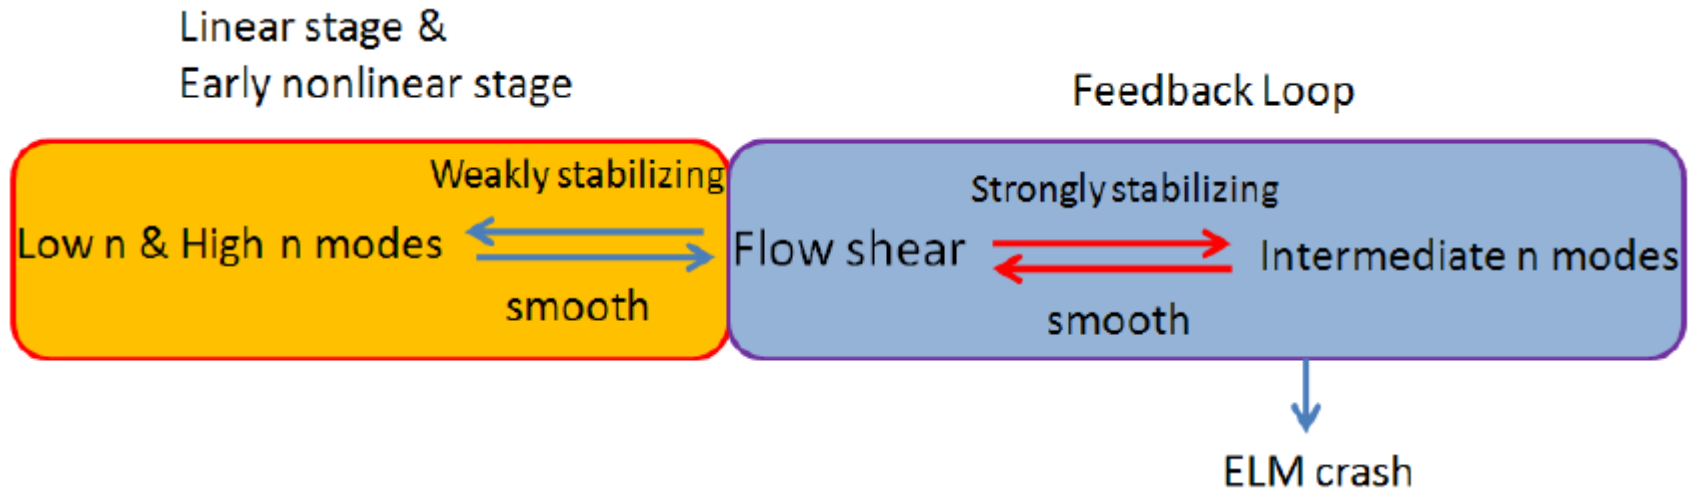 Linear stage &
Early nonlinear stage
Feedback Loop
Weakly stabilizing
Strongly stabilizing
Low n & High n modes
Flow shear
Intermediate n modes
smooth
smooth
ELM crash